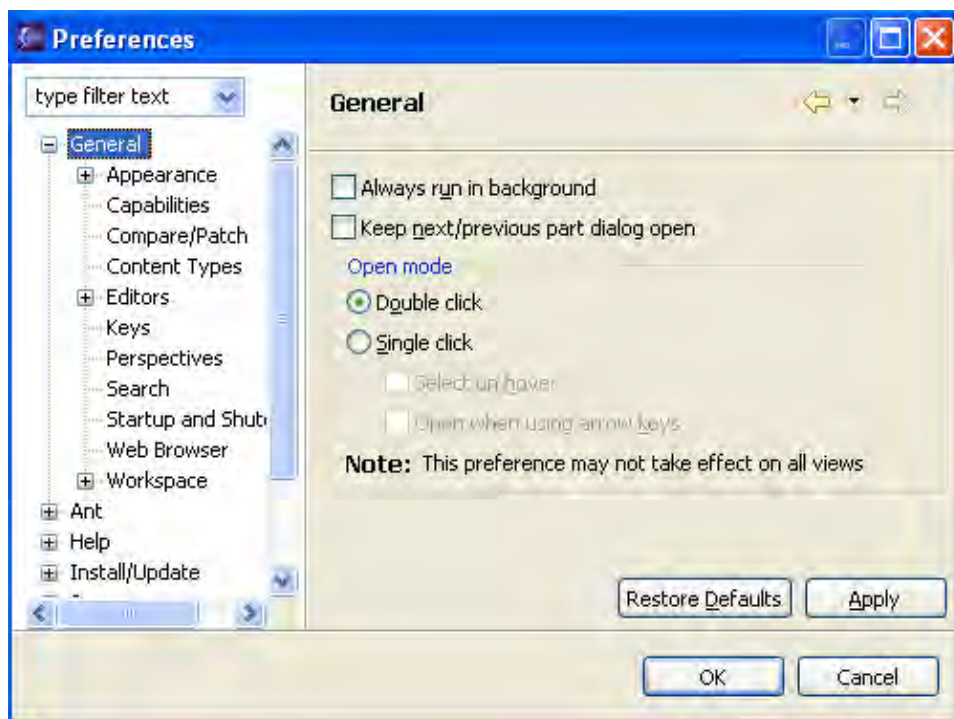 Preferences
type filter text
General
Appearance
Capabilities
Compare/Patch
Content Types
Editors
Keys
Perspectives
Search
Startup and Shut
Web Browser
Workspace
Ant
Help
Install/Update
General
Always run in background
Keep next/previous part dialog open
Open mode
Double click
Single click
Select on hover
Open when using arrow keys
Note: This preference may not take effect on all views
Restore Defaults
Apply
OK
Cancel